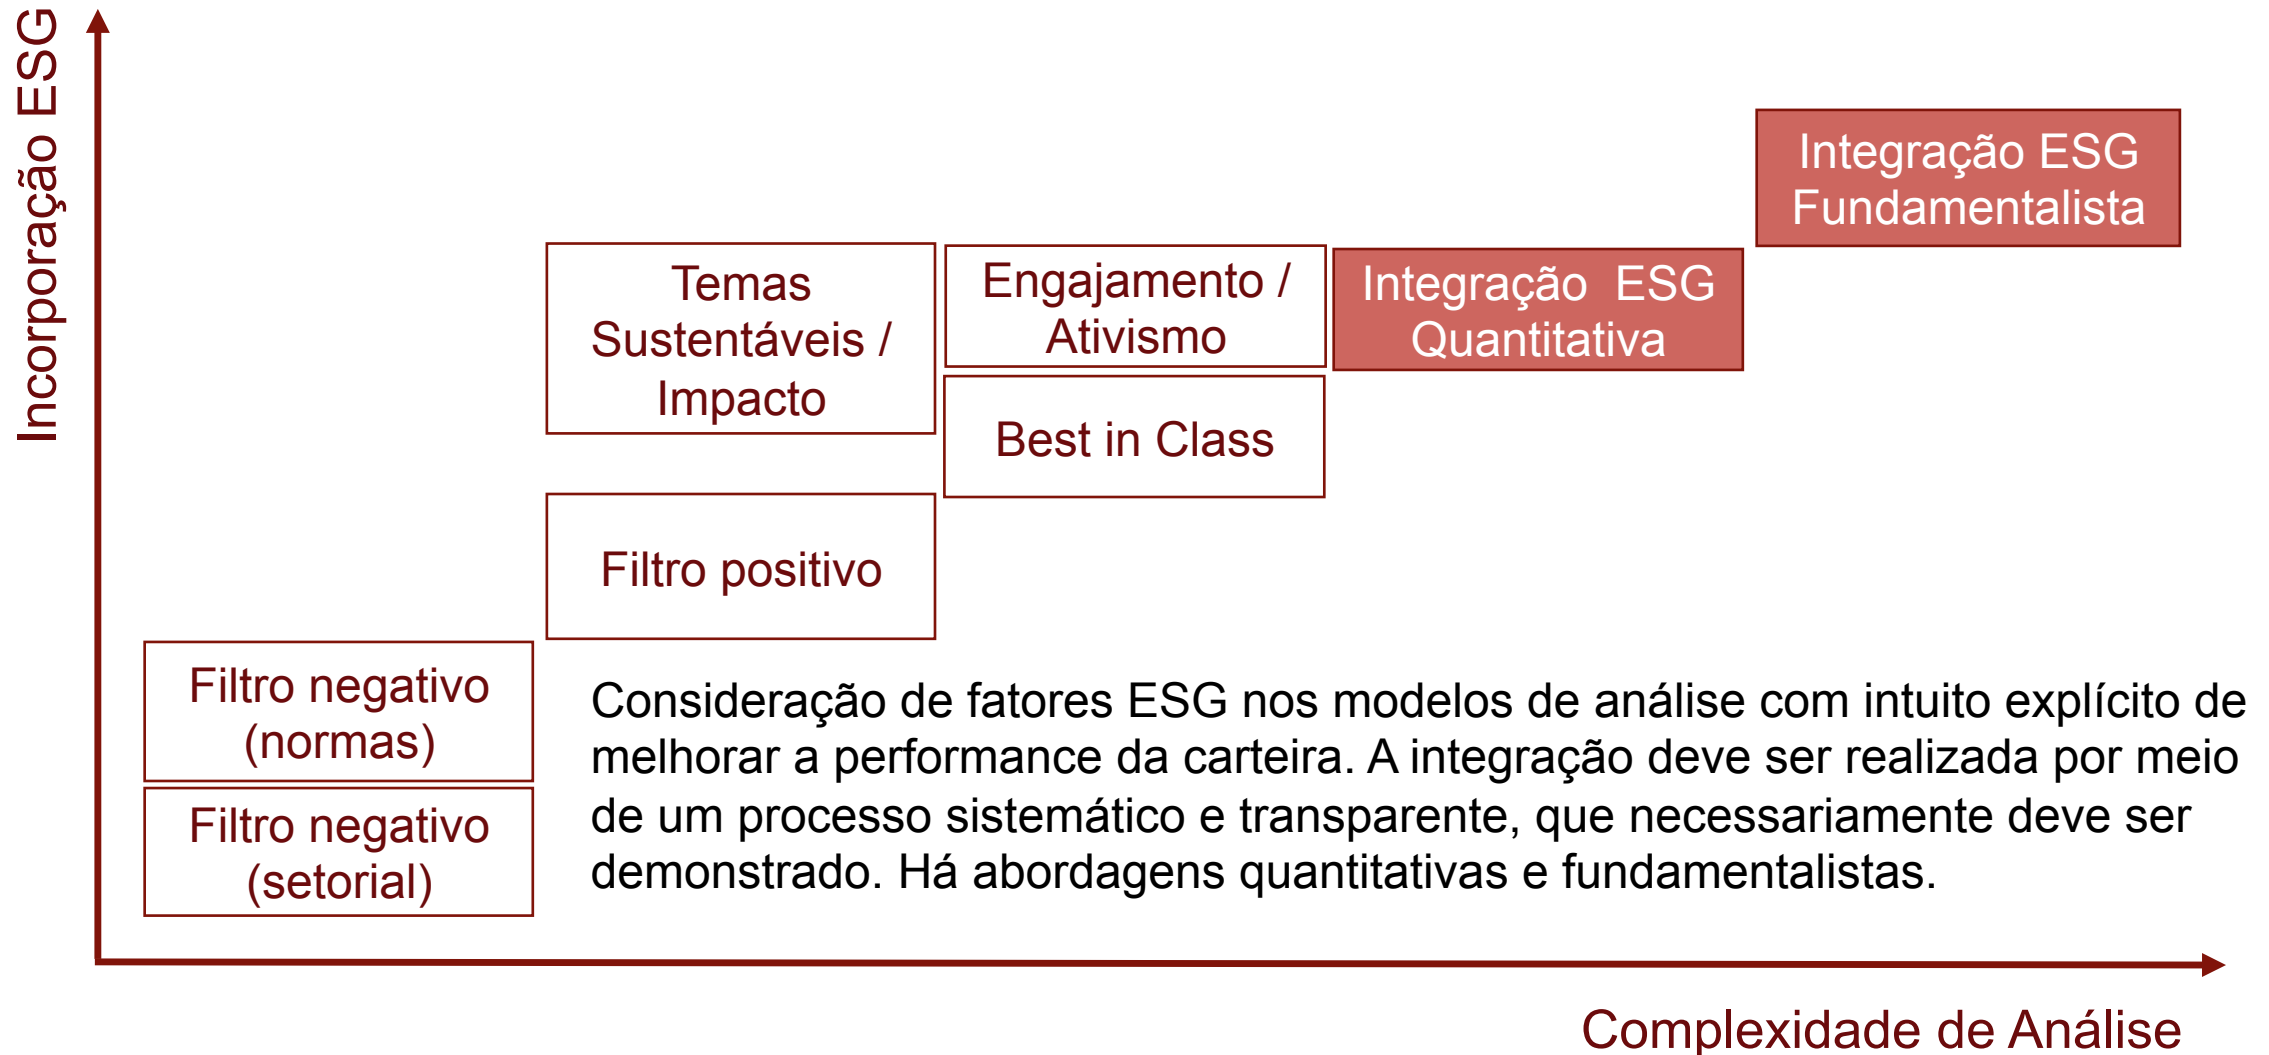 Incorporação ESG
Integração ESG
Fundamentalista
Temas
Sustentáveis /
Impacto
Engajamento /
Ativismo
Integração ESG
Quantitativa
Best in Class
Filtro positivo
Filtro negativo
(normas)
Filtro negativo
(setorial)
Consideração de fatores ESG nos modelos de análise com intuito explícito de
melhorar a performance da carteira. A integração deve ser realizada por meio
de um processo sistemático e transparente, que necessariamente deve ser
demonstrado. Há abordagens quantitativas e fundamentalistas.
Complexidade de Análise